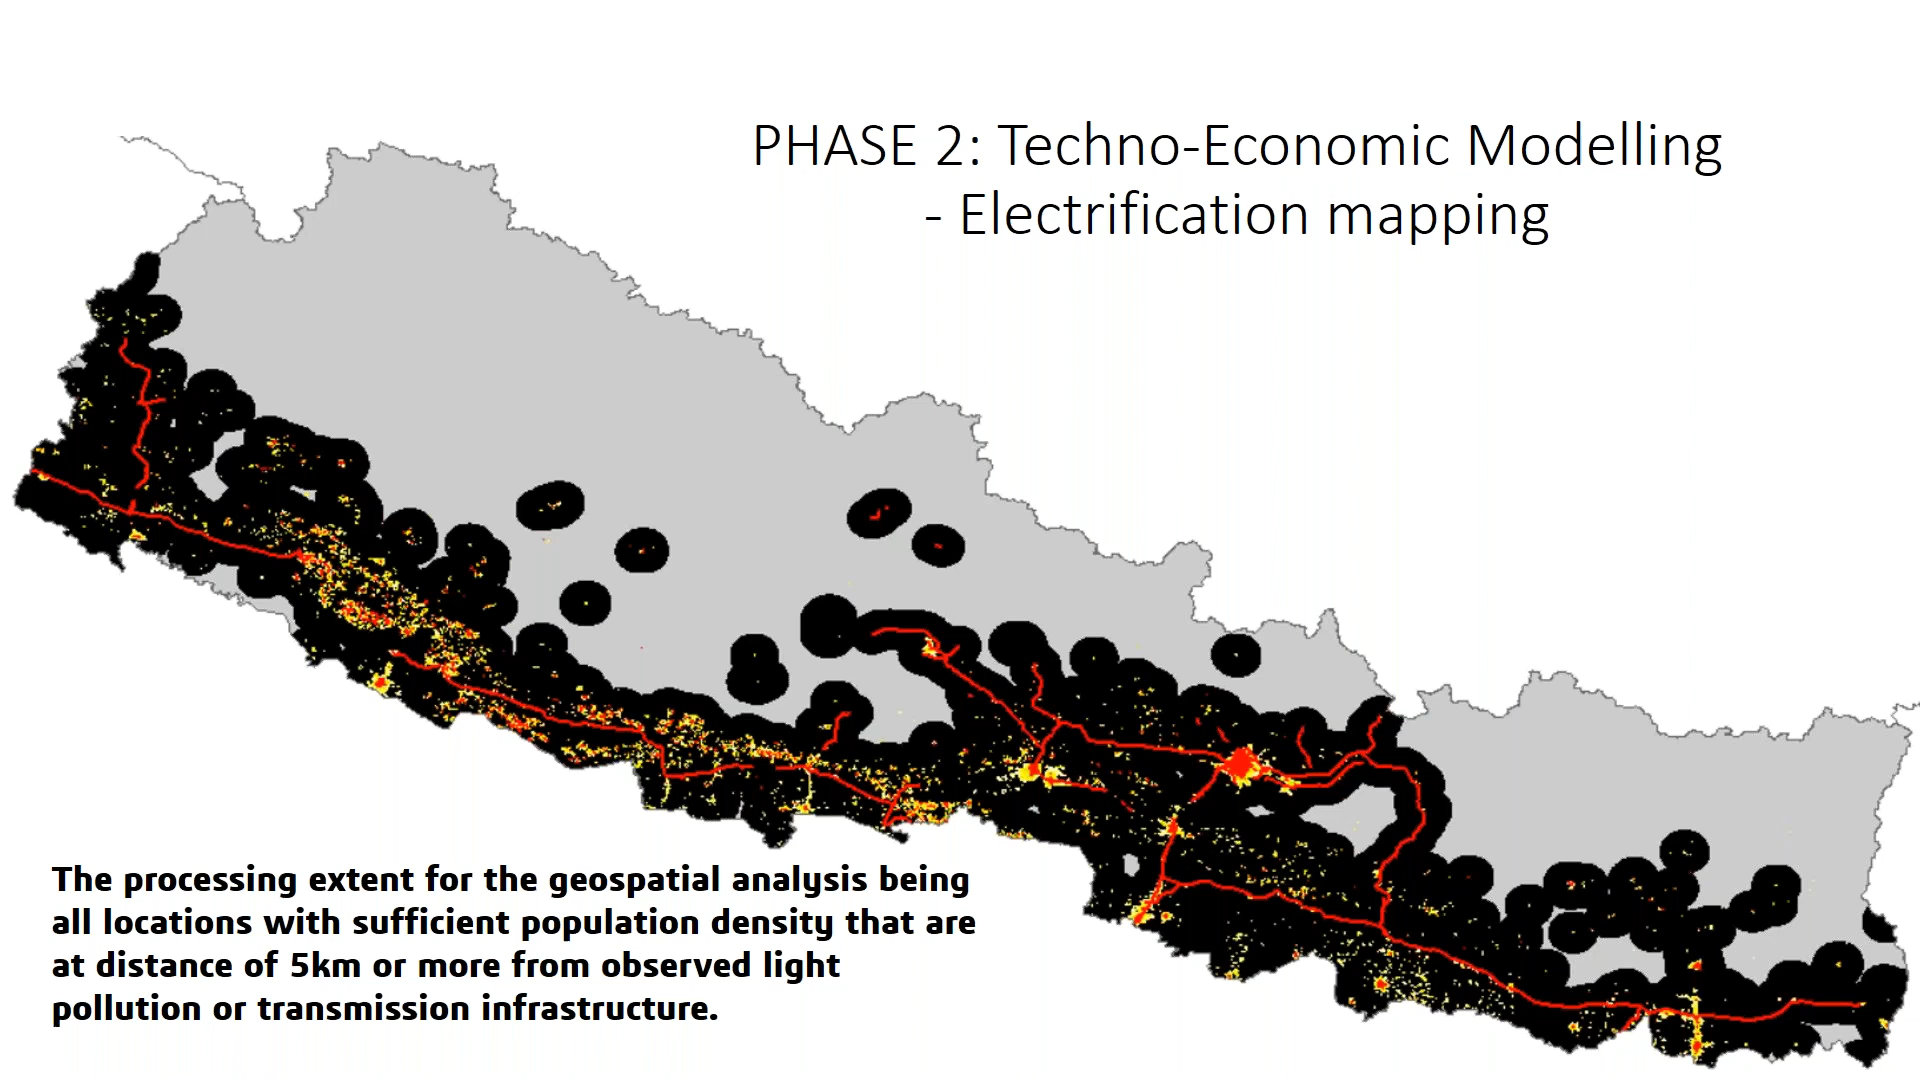 PHASE 2: Techno-Economic Modelling
- Electrification mapping
The processing extent for the geospatial analysis being
all locations with sufficient population density that are
at distance of 5km or more from observed light
pollution or transmission infrastructure.